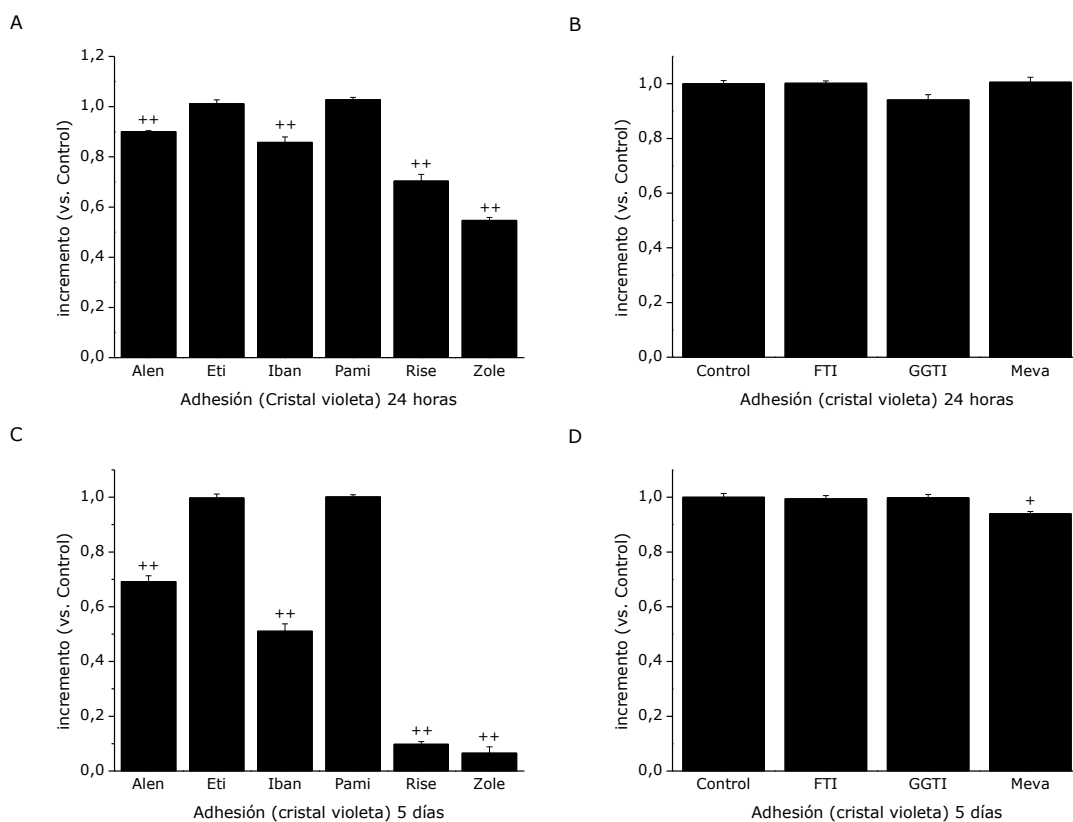 A
incremento (vs. Control)
1,2
1,0
0,8
0,6
0,4
0,2
0,0
++
++
++
++
Alen Eti Iban Pami Rise Zole
Adhesión (Cristal violeta) 24 horas
B
incremento (vs. Control)
1,0
0,8
0,6
0,4
0,2
0,0
Control FTI GGTI Meva
Adhesión (cristal violeta) 24 horas
C
incremento (vs. Control)
1,0
0,8
0,6
0,4
0,2
0,0
++
++
++
++
Alen Eti Iban Pami Rise Zole
Adhesión (cristal violeta) 5 días
D
incremento (vs. Control)
1,0
0,8
0,6
0,4
0,2
0,0
+
Control FTI GGTI Meva
Adhesión (cristal violeta) 5 días